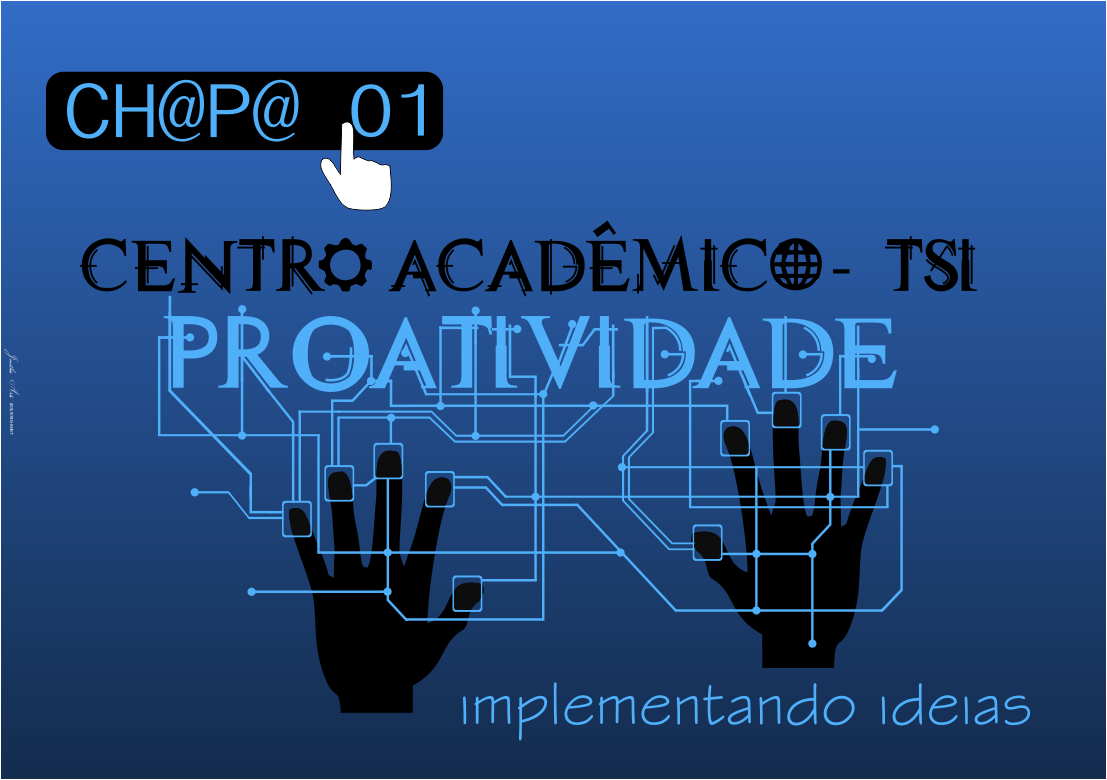 CH@P@ 01
CENTRO ACADÊMICO - TSI
PROATIVIDADE
implementando ideias